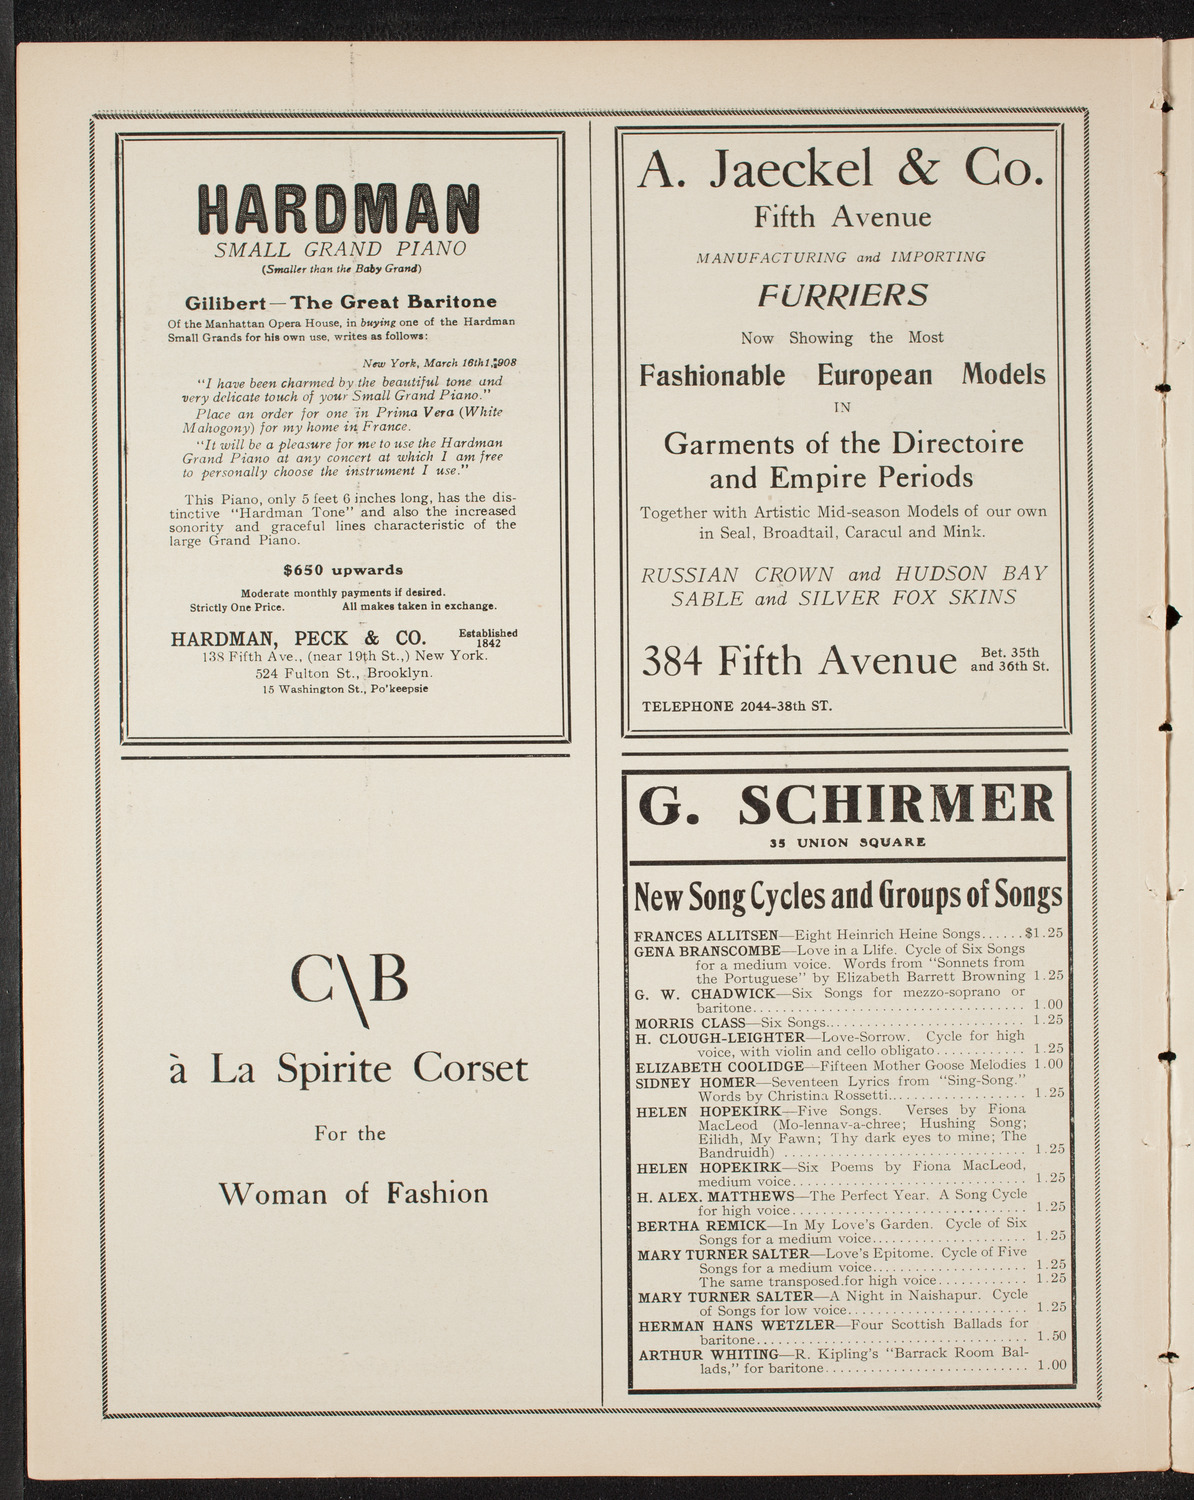 HARDMAN
SMALL GRAND PIANO
(Smaller than the Baby Grand)
Gilibert—The Great Baritone
Of the Manhattan Opera House, in buying one of the Hardman
Small Grands for his own use, writes as follows:
New York, March 16th1,1908
"I have been charmed by the beautiful tone and
very delicate touch of your Small Grand Piano."
Place an order for one in Prima Vera (White
Mahogony) for my home in France.
"It will be a pleasure for me to use the Hardman
Grand Piano at any concert at which I am free
to personally choose the instrument I use."
This Piano, only 5 feet 6 inches long, has the dis-
tinctive "Hardman Tone" and also the increased
sonority and graceful lines characteristic of the
large Grand Piano.
$650 upwards
Moderate monthly payments if desired.
Strictly One Price. All makes taken in exchange.
HARDMAN, PECK & CO. Established 1842
138 Fifth Ave., (near 19th St.,) New York.
524 Fulton St., Brooklyn.
15 Washington St., Po'keepsie
C\B
à La Spirite Corset
For the
Woman of Fashion
A. Jaeckel & Co.
Fifth Avenue
MANUFACTURING and IMPORTING
FURRIERS
Now Showing the Most
Fashionable European Models
IN
Garments of the Directoire
and Empire Periods
Together with Artistic Mid-season Models of our own
in Seal, Broadtail, Caracul and Mink.
RUSSIAN CROWN and HUDSON BAY
SABLE and SILVER FOX SKINS
384 Fifth Avenue Bet. 35th and 36th St.
TELEPHONE 2044-38th ST.
G. SCHIRMER
35 UNION SQUARE
New Song Cycles and Groups of Songs
FRANCES ALLITSEN—Eight Heinrich Heine Songs......$1.25
GENA BRANSCOMBE—Love in a Llife. Cycle of Six Songs
for a medium voice. Words from "Sonnets from
the Portuguese" by Elizabeth Barrett Browning 1.25
G. W. CHADWICK—Six Songs for mezzo-soprano or
baritone.................................. 1.00
MORRIS CLASS—Six Songs.......................... 1.25
H. CLOUGH-LEIGHTER—Love-Sorrow. Cycle for high
voice, with violin and cello obligato............ 1.25
ELIZABETH COOLIDGE—Fifteen Mother Goose Melodies 1.00
SIDNEY HOMER—Seventeen Lyrics from "Sing-Song."
Words by Christina Rossetti.................. 1.25
HELEN HOPEKIRK—Five Songs. Verses by Fiona
MacLeod (Mo-lennav-a-chree; Hushing Song;
Eilidh, My Fawn; Thy dark eyes to mine; The
Bandruidh) ............................... 1.25
HELEN HOPEKIRK—Six Poems by Fiona MacLeod,
medium voice.............................. 1.25
H. ALEX. MATTHEWS—The Perfect Year. A Song Cycle
for high voice.............................. 1.25
BERTHA REMICK—In My Love's Garden. Cycle of Six
Songs for a medium voice.................... 1.25
MARY TURNER SALTER—Love's Epitome. Cycle of Five
Songs for a medium voice.................... 1.25
The same transposed.for high voice............ 1.25
MARY TURNER SALTER—A Night in Naishapur. Cycle
of Songs for low voice........................ 1.25
HERMAN HANS WETZLER—Four Scottish Ballads for
baritone.................................. 1.50
ARTHUR WHITING—R. Kipling's "Barrack Room Bal-
lads," for baritone.......................... 1.00